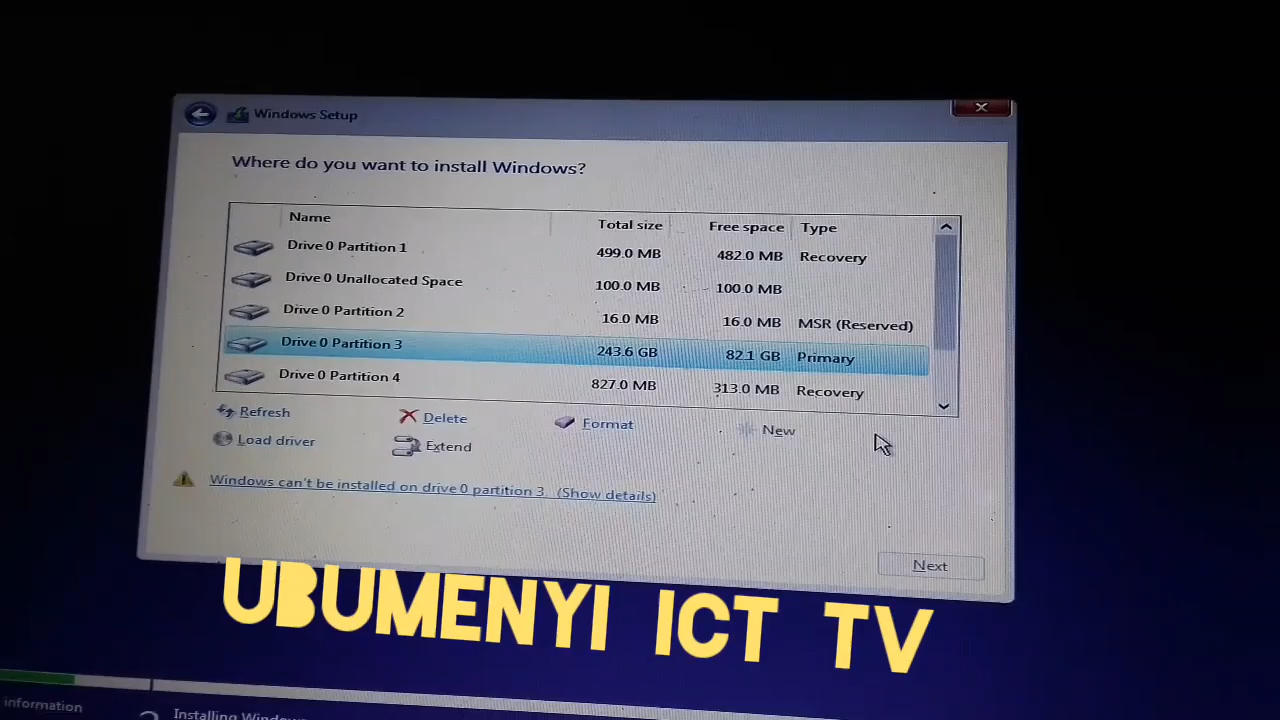 Windows Setup
Where do you want to install Windows?
Name Total size Free space Type
Drive 0 Partition 1 499.0 MB 482.0 MB Recovery
Drive 0 Unallocated Space 100.0 MB 100.0 MB
Drive 0 Partition 2 16.0 MB 16.0 MB MSR (Reserved)
Drive 0 Partition 3 243.6 GB 82.1 GB Primary
Drive 0 Partition 4 827.0 MB 313.0 MB Recovery
Refresh Delete Format New
Load driver Extend
Windows can't be installed on drive 0 partition 3. (Show details)
Next
UBUMENYI ICT TV
information
Installing Windows